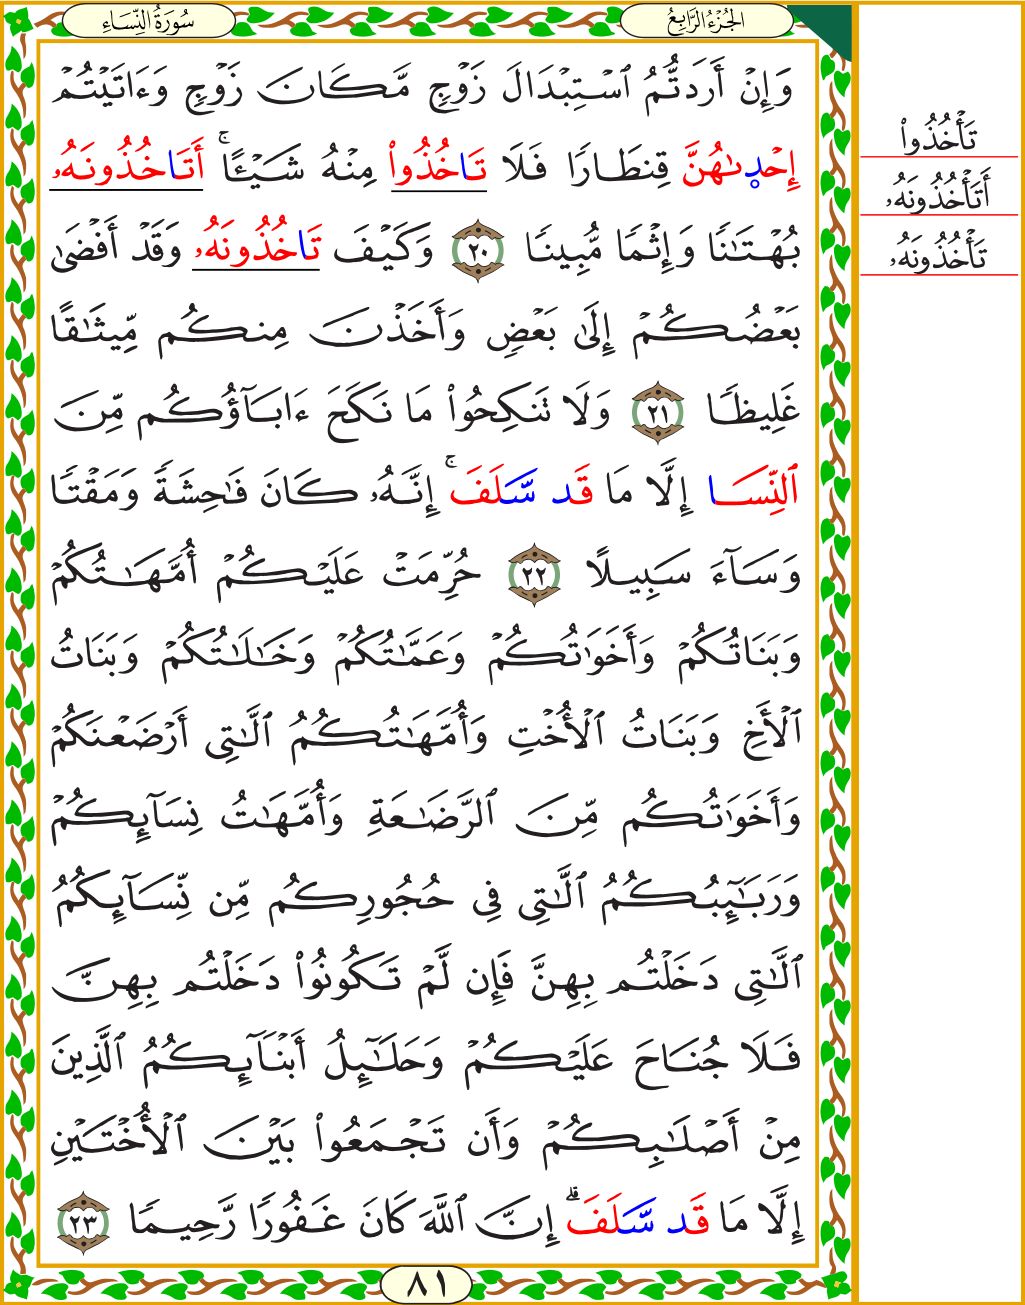 الجُزْءُ الرَّابِعُ
سُورَةُ النِّسَاءِ
وَإِنْ أَرَدتُّمُ ٱسْتِبْدَالَ زَوْجٍ مَّكَانَ زَوْجٍ وَءَاتَيْتُمْ
إِحْدىٰهُنَّ قِنطَارًا فَلَا تَاخُذُواْ مِنْهُ شَيْـًٔا ۚ أَتَاخُذُونَهُۥ
بُهْتَٰنًا وَإِثْمًا مُّبِينًا ٢٠ وَكَيْفَ تَاخُذُونَهُۥ وَقَدْ أَفْضَىٰ
بَعْضُكُمْ إِلَىٰ بَعْضٍ وَأَخَذْنَ مِنكُم مِّيثَٰقًا
غَلِيظًا ٢١ وَلَا تَنكِحُواْ مَا نَكَحَ ءَابَآؤُكُم مِّنَ
ٱلنِّسَا إِلَّا مَا قَد سَّلَفَ ۚ إِنَّهُۥ كَانَ فَٰحِشَةً وَمَقْتًا
وَسَآءَ سَبِيلًا ٢٢ حُرِّمَتْ عَلَيْكُمْ أُمَّهَٰتُكُمْ
وَبَنَاتُكُمْ وَأَخَوَٰتُكُمْ وَعَمَّٰتُكُمْ وَخَٰلَٰتُكُمْ وَبَنَاتُ
ٱلْأَخِ وَبَنَاتُ ٱلْأُخْتِ وَأُمَّهَٰتُكُمُ ٱلَّٰتِى أَرْضَعْنَكُمْ
وَأَخَوَٰتُكُم مِّنَ ٱلرَّضَٰعَةِ وَأُمَّهَٰتُ نِسَآئِكُمْ
وَرَبَٰٓئِبُكُمُ ٱلَّٰتِى فِى حُجُورِكُم مِّن نِّسَآئِكُمُ
ٱلَّٰتِى دَخَلْتُم بِهِنَّ فَإِن لَّمْ تَكُونُواْ دَخَلْتُم بِهِنَّ
فَلَا جُنَاحَ عَلَيْكُمْ وَحَلَٰٓئِلُ أَبْنَآئِكُمُ ٱلَّذِينَ
مِنْ أَصْلَٰبِكُمْ وَأَن تَجْمَعُواْ بَيْنَ ٱلْأُخْتَيْنِ
إِلَّا مَا قَد سَّلَفَ ۗ إِنَّ ٱللَّهَ كَانَ غَفُورًا رَّحِيمًا ٢٣
٨١
تَأْخُذُواْ
أَتَأْخُذُونَهُۥ
تَأْخُذُونَهُۥ